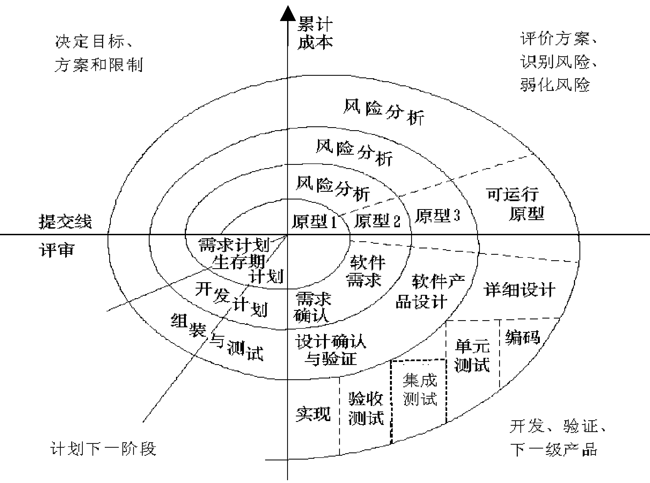 累计
成本
决定目标、
方案和限制
评价方案、
识别风险、
弱化风险
风险分析
风险分析
风险分析
可运行
原型
原型1
原型2
原型3
提交线
评审
需求计划
生存期
计划
开发计划
组装与测试
软件
需求
软件产
品设计
详细设计
需求
确认
设计确认
与验证
实现
验收
测试
集成
测试
单元
测试
编码
计划下一阶段
开发、验证、
下一级产品